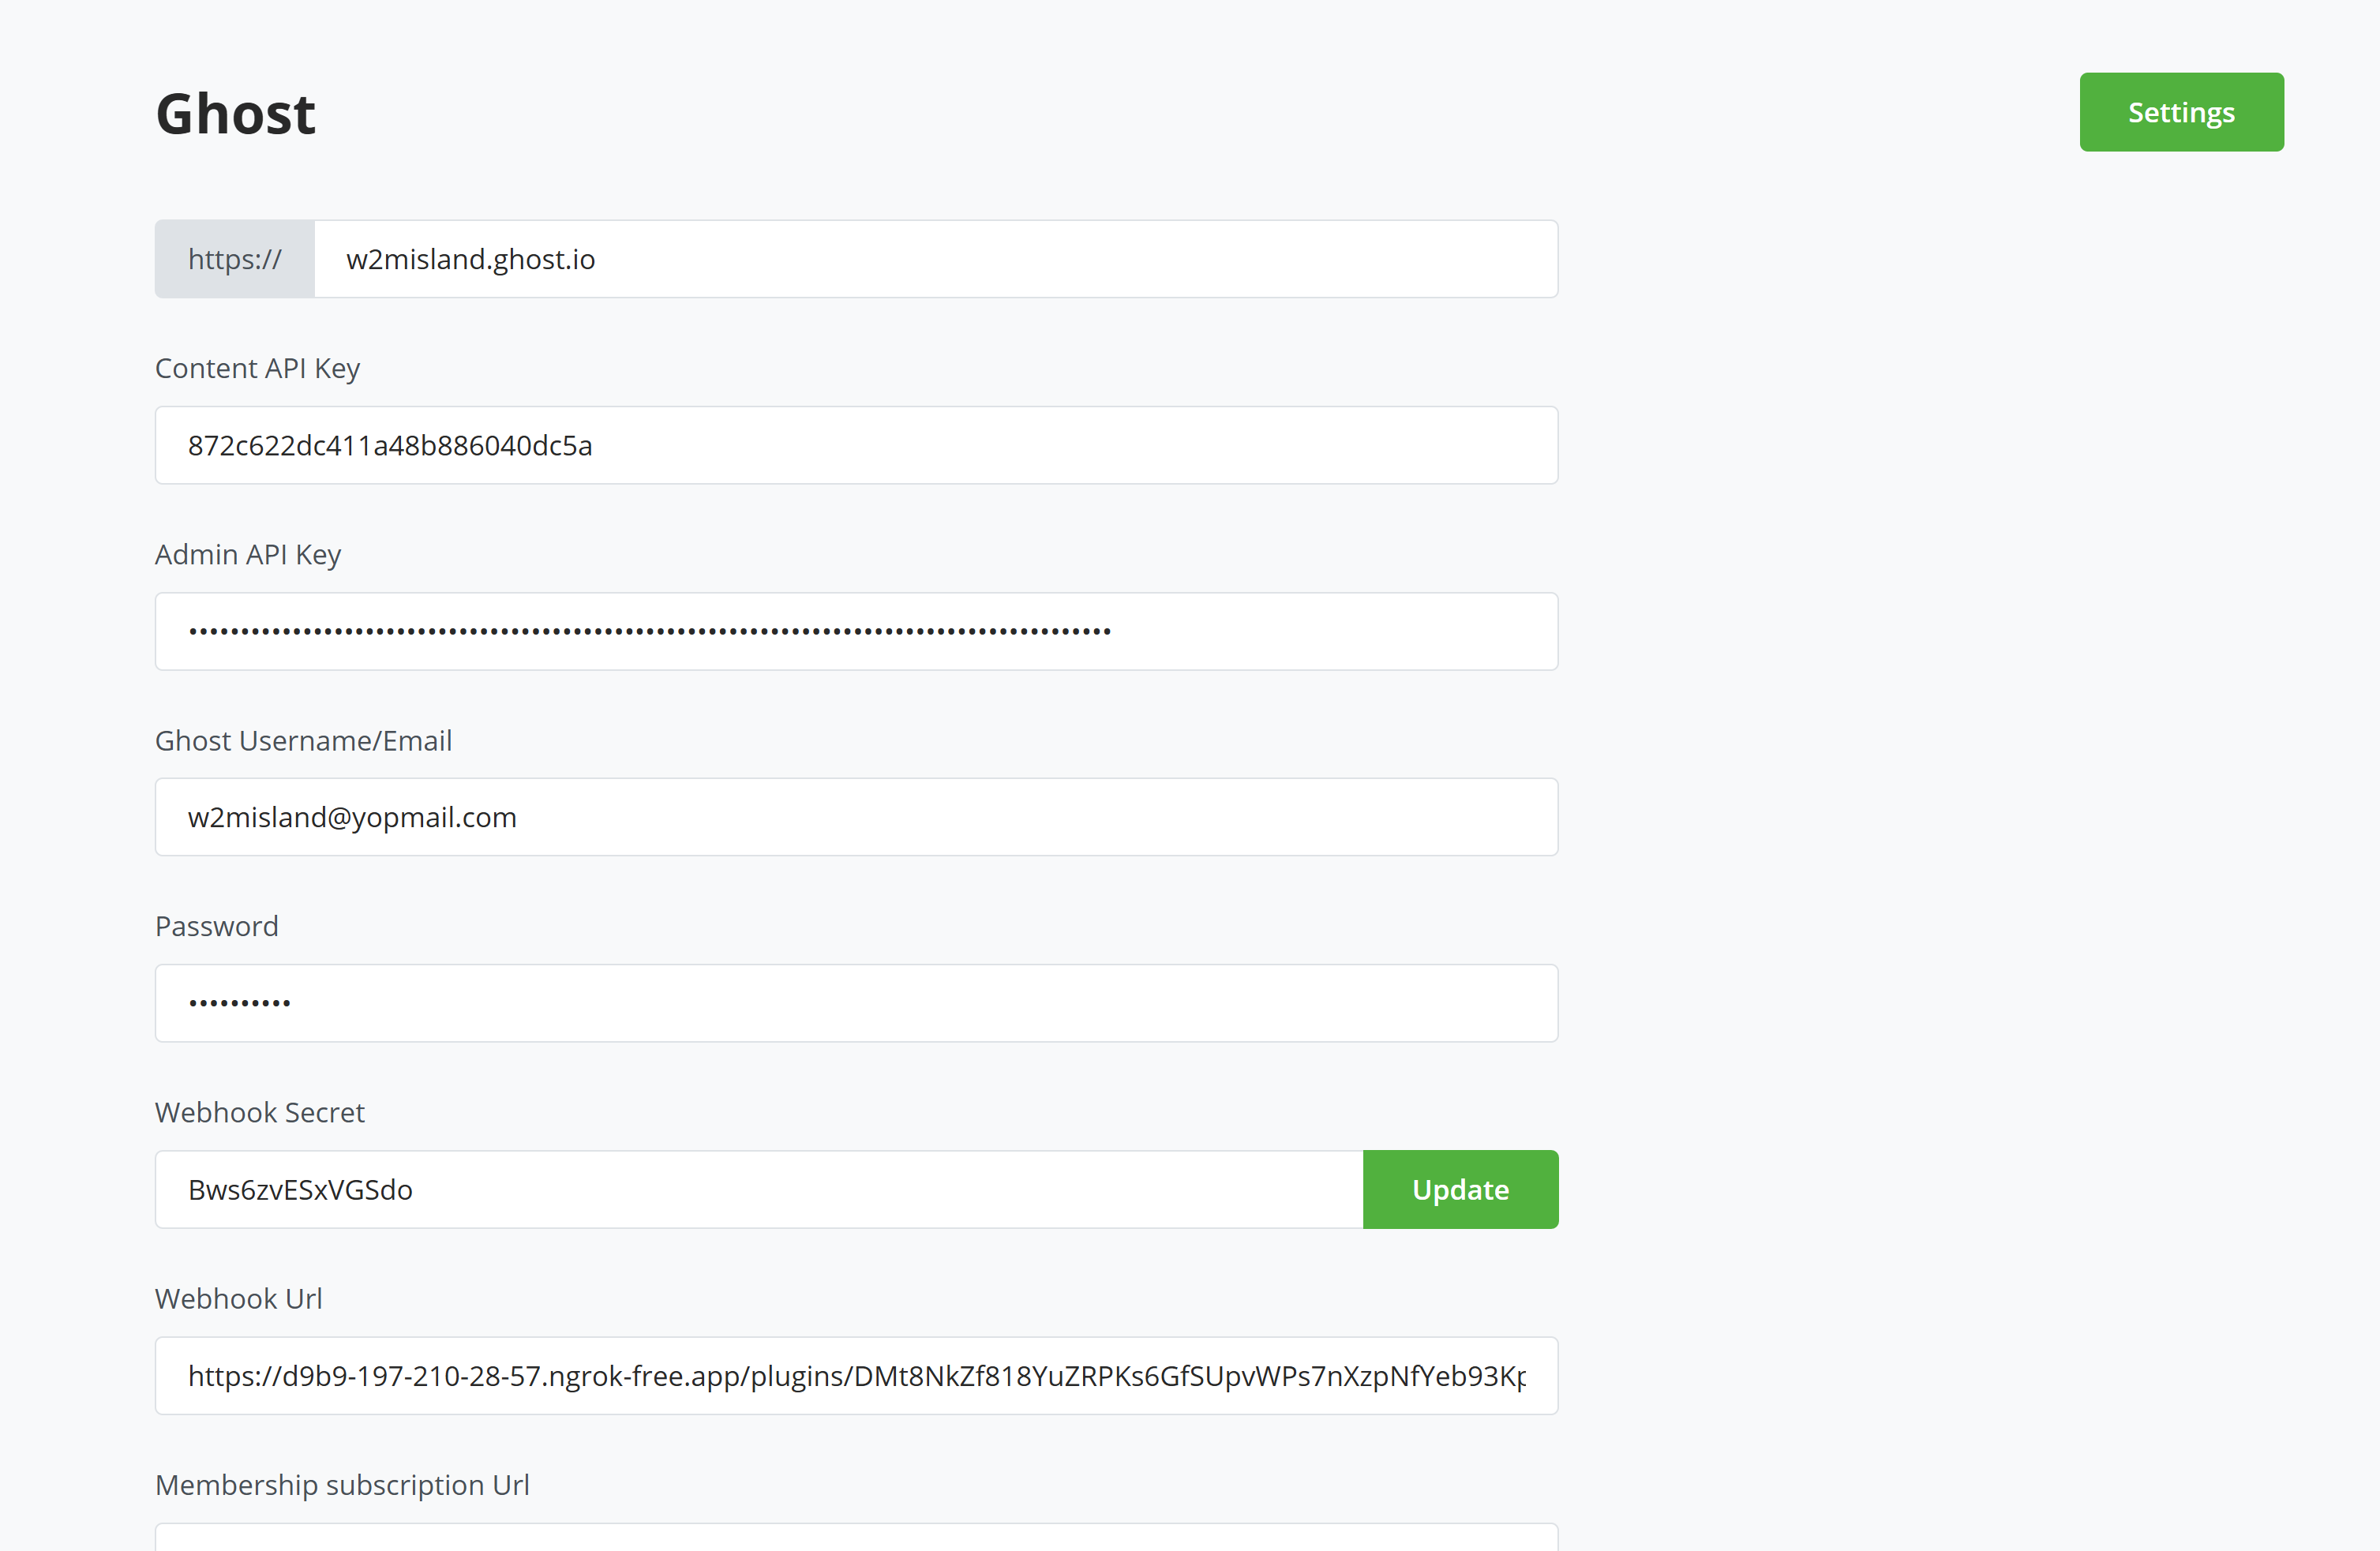 Ghost
Settings
https://
w2misland.ghost.io
Content API Key
872c622dc411a48b886040dc5a
Admin API Key
Ghost Username/Email
w2misland@yopmail.com
Password
Webhook Secret
Bws6zvESxVGSdo
Update
Webhook Url
https://d9b9-197-210-28-57.ngrok-free.app/plugins/DMt8NkZf818YuZRPKs6GfSUpvWPs7nXzpNfYeb93Kp
Membership subscription Url